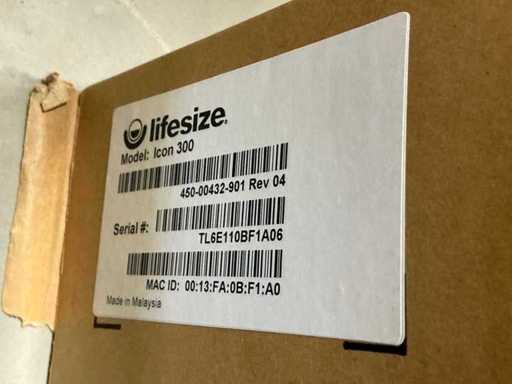 lifesize®
Model: Icon 300
450-00432-901 Rev 04
Serial #:
TL6E110BF1A06
MAC ID: 00:13:FA:0B:F1:A0
Made in Malaysia